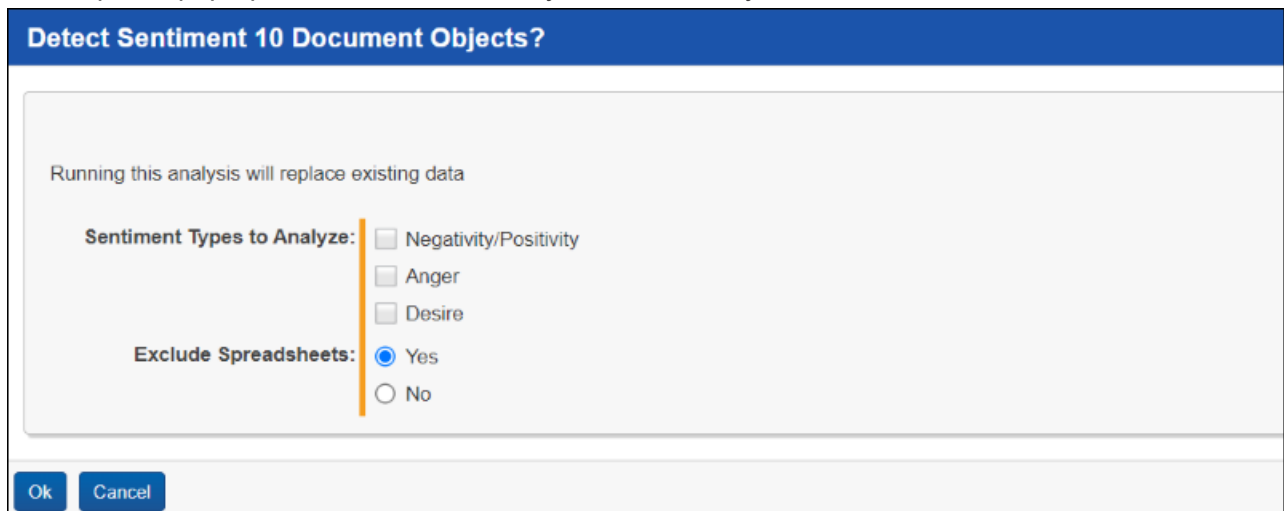 Detect Sentiment 10 Document Objects?
Running this analysis will replace existing data
Sentiment Types to Analyze: Negativity/Positivity
Anger
Desire
Exclude Spreadsheets: Yes
No
Ok Cancel